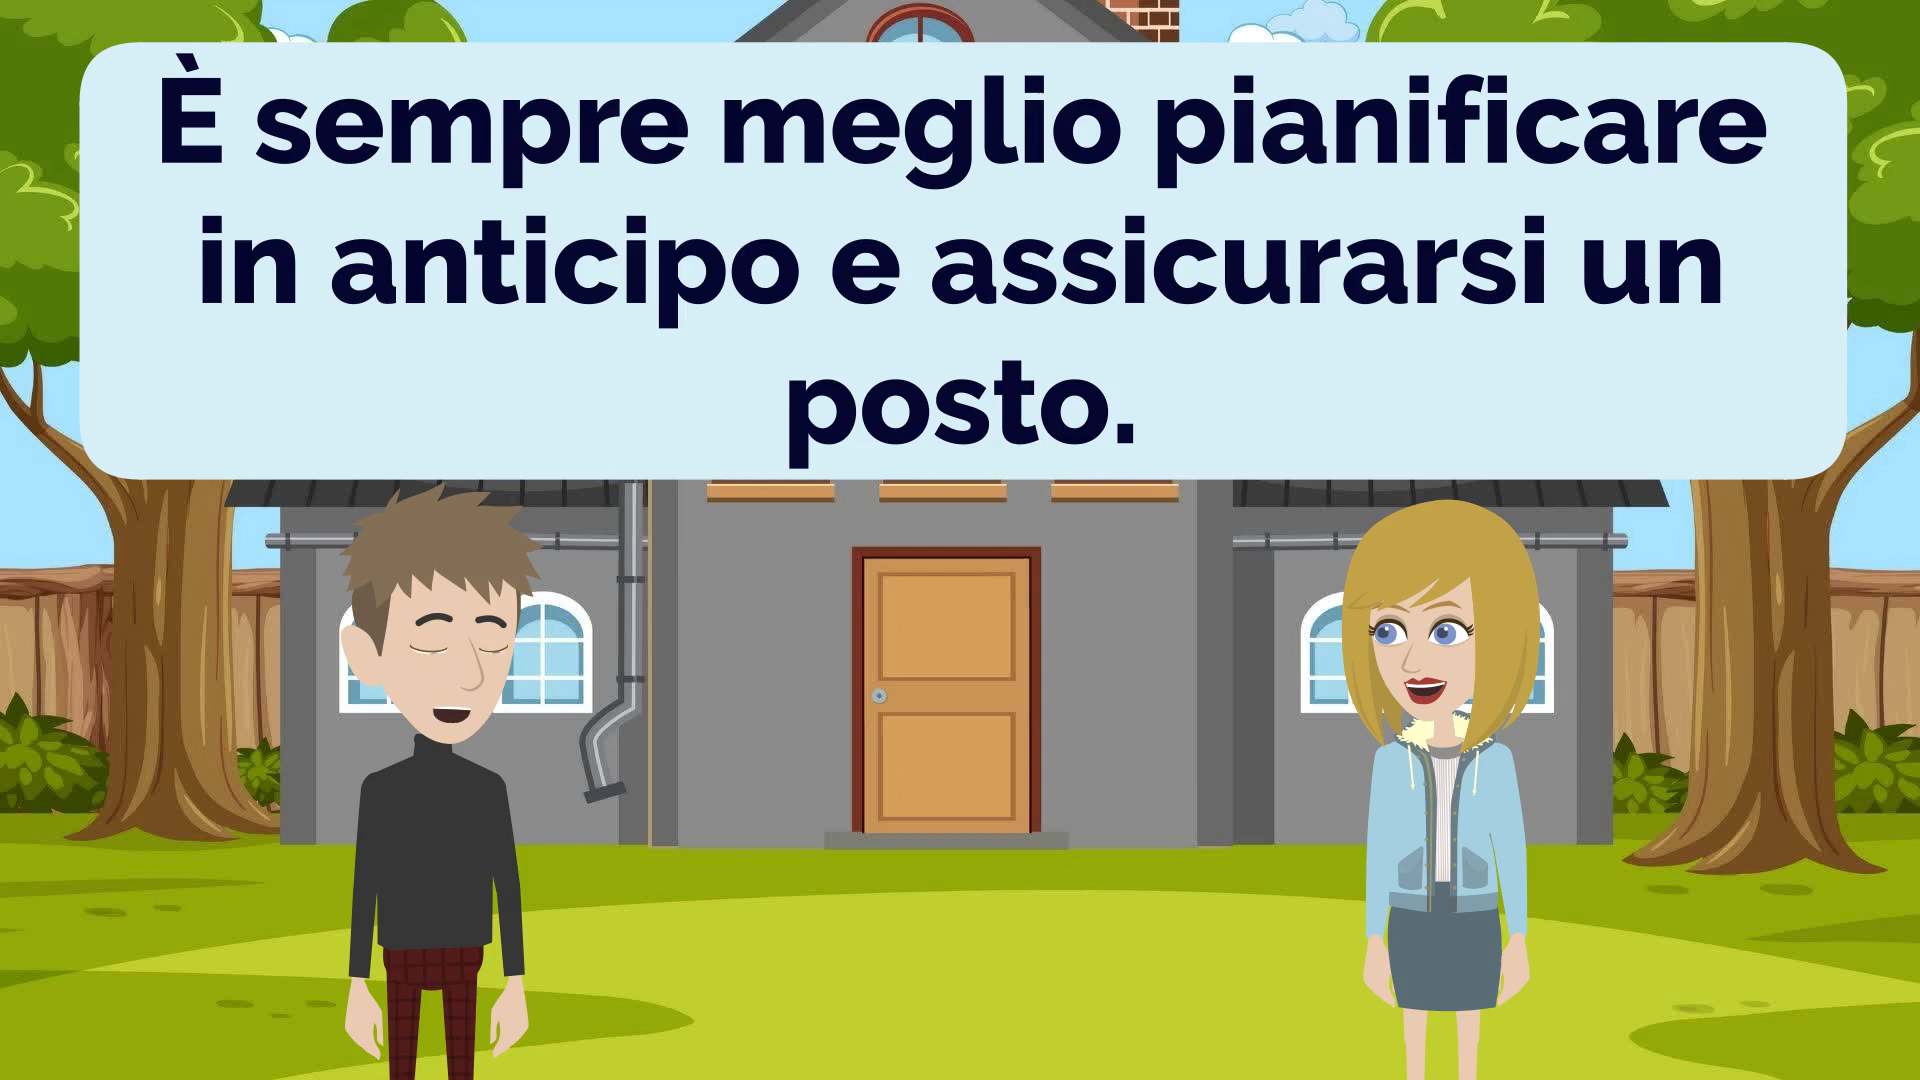 È sempre meglio pianificare
in anticipo e assicurarsi un
posto.